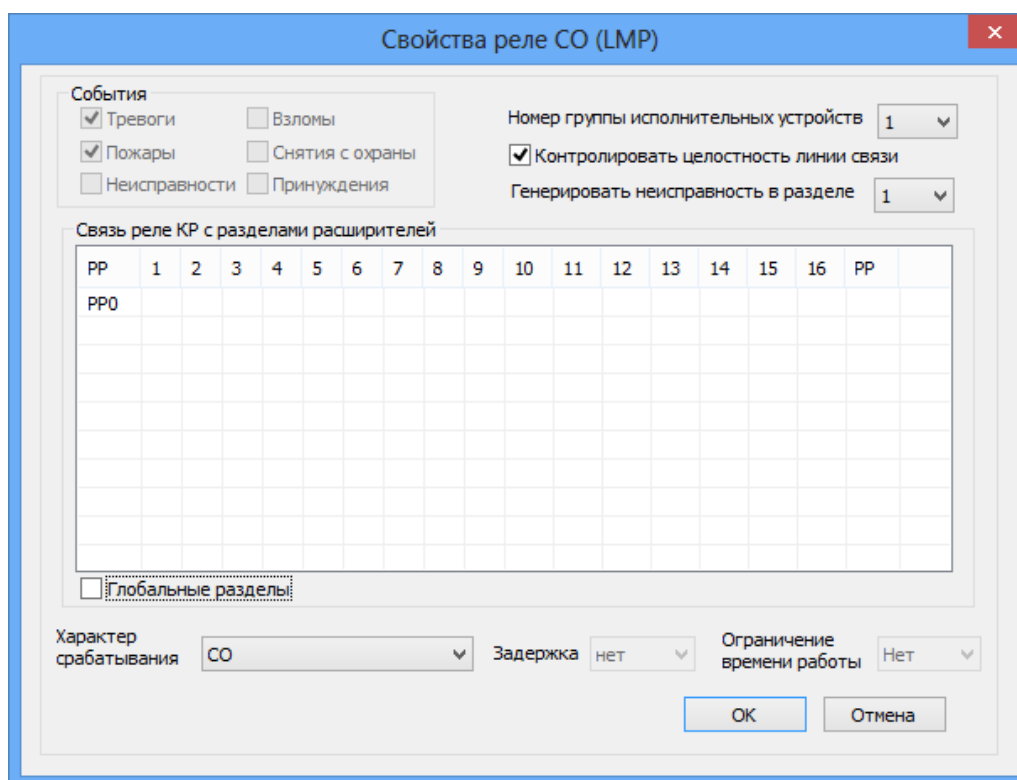 Свойства реле СО (LMP)
События
Тревоги Взломы
Пожары Снятия с охраны
Неисправности Принуждения
Номер группы исполнительных устройств 1
Контролировать целостность линии связи
Генерировать неисправность в разделе 1
Связь реле КР с разделами расширителей
РР 1 2 3 4 5 6 7 8 9 10 11 12 13 14 15 16 РР
РР0
Глобальные разделы
Характер
срабатывания СО
Задержка нет
Ограничение
времени работы Нет
ОК Отмена